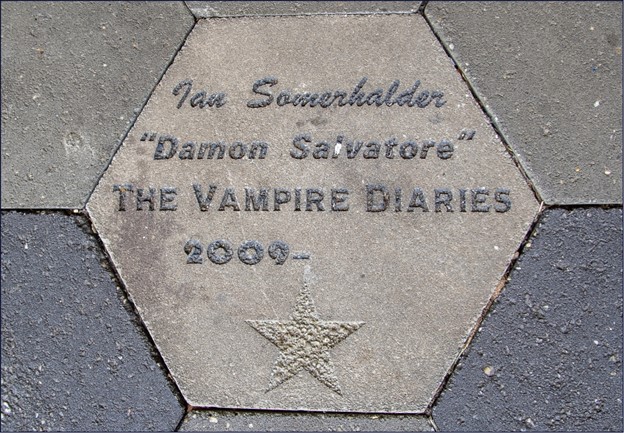 Ian Somerhalder
"Damon Salvatore"
THE VAMPIRE DIARIES
2009–